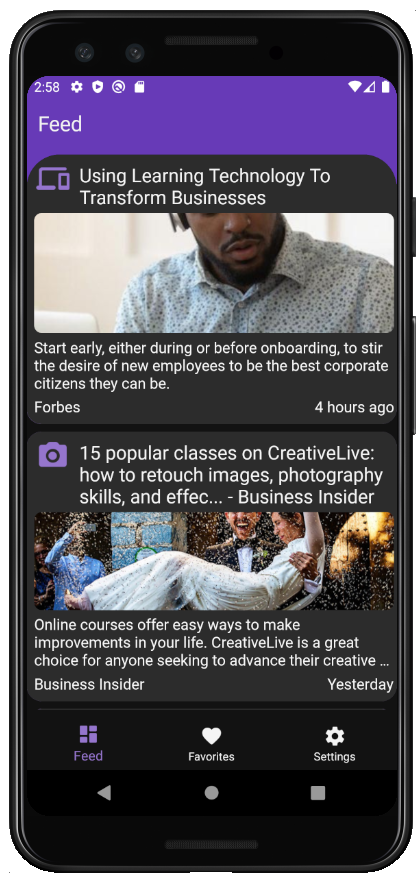 2:58
Feed
Using Learning Technology To
Transform Businesses
Start early, either during or before onboarding, to stir
the desire of new employees to be the best corporate
citizens they can be.
Forbes 4 hours ago
15 popular classes on CreativeLive:
how to retouch images, photography
skills, and effec... - Business Insider
Online courses offer easy ways to make
improvements in your life. CreativeLive is a great
choice for anyone seeking to advance their creative ...
Business Insider Yesterday
Feed Favorites Settings